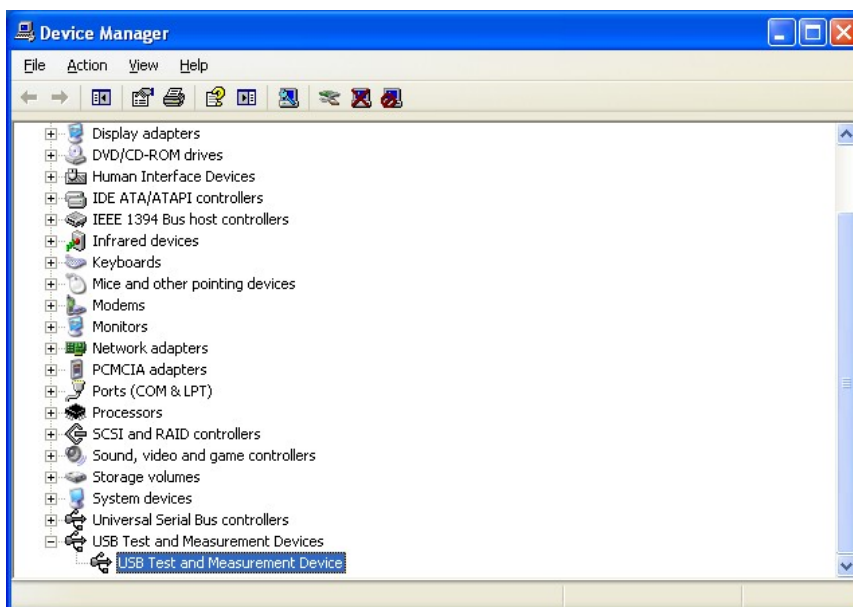 Device Manager
File Action View Help
Display adapters
DVD/CD-ROM drives
Human Interface Devices
IDE ATA/ATAPI controllers
IEEE 1394 Bus host controllers
Infrared devices
Keyboards
Mice and other pointing devices
Modems
Monitors
Network adapters
PCMCIA adapters
Ports (COM & LPT)
Processors
SCSI and RAID controllers
Sound, video and game controllers
Storage volumes
System devices
Universal Serial Bus controllers
USB Test and Measurement Devices
USB Test and Measurement Device